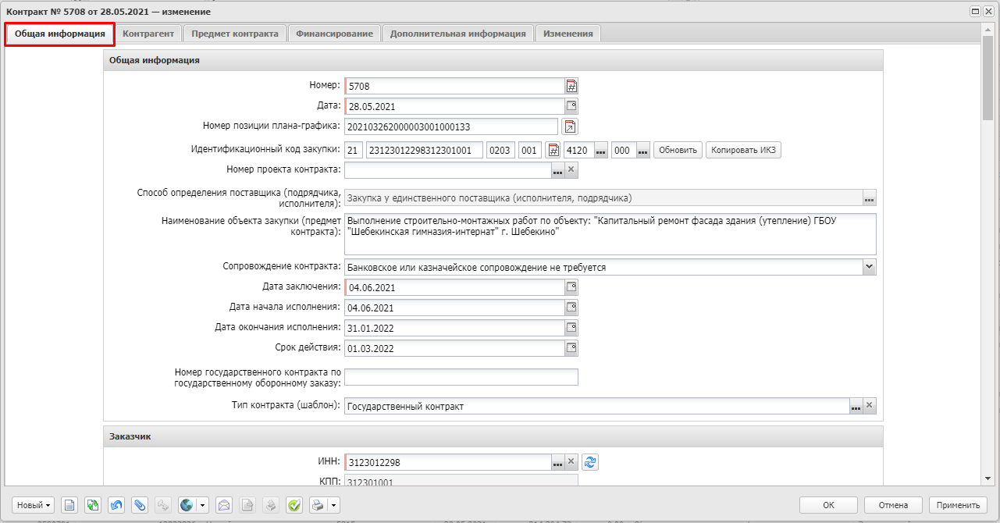 Контракт № 5708 от 28.05.2021 — изменение
Общая информация Контрагент Предмет контракта Финансирование Дополнительная информация Изменения
Общая информация
Номер: 5708
Дата: 28.05.2021
Номер позиции плана-графика: 202103262000003001000133
Идентификационный код закупки: 21 23123012298312301001 0203 001 4120 ... 000 ... Обновить Копировать ИКЗ
Номер проекта контракта: ...
Способ определения поставщика (подрядчика,
исполнителя): Закупка у единственного поставщика (исполнителя, подрядчика) ...
Наименование объекта закупки (предмет
контракта): Выполнение строительно-монтажных работ по объекту: "Капитальный ремонт фасада здания (утепление) ГБОУ
"Шебекинская гимназия-интернат" г. Шебекино"
Сопровождение контракта: Банковское или казначейское сопровождение не требуется
Дата заключения: 04.06.2021
Дата начала исполнения: 04.06.2021
Дата окончания исполнения: 31.01.2022
Срок действия: 01.03.2022
Номер государственного контракта по
государственному оборонному заказу:
Тип контракта (шаблон): Государственный контракт ...
Заказчик
ИНН: 3123012298 ...
КПП: 312301001
Новый ОК Отмена Применить